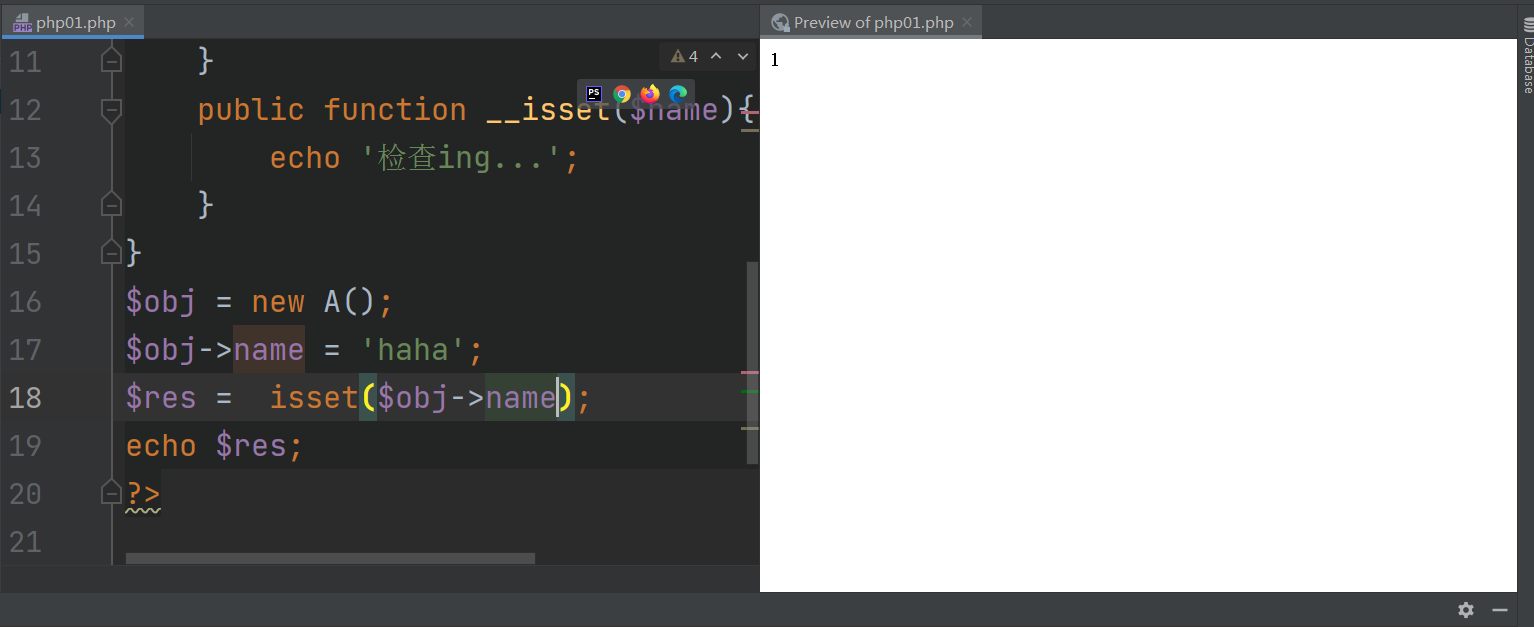 php01.php
Preview of php01.php
11 }
4
12 public function __isset($name){
13 echo '检查ing...';
14 }
15 }
16 $obj = new A();
17 $obj->name = 'haha';
18 $res =  isset($obj->name);
19 echo $res;
20 ?>
21
1
Database